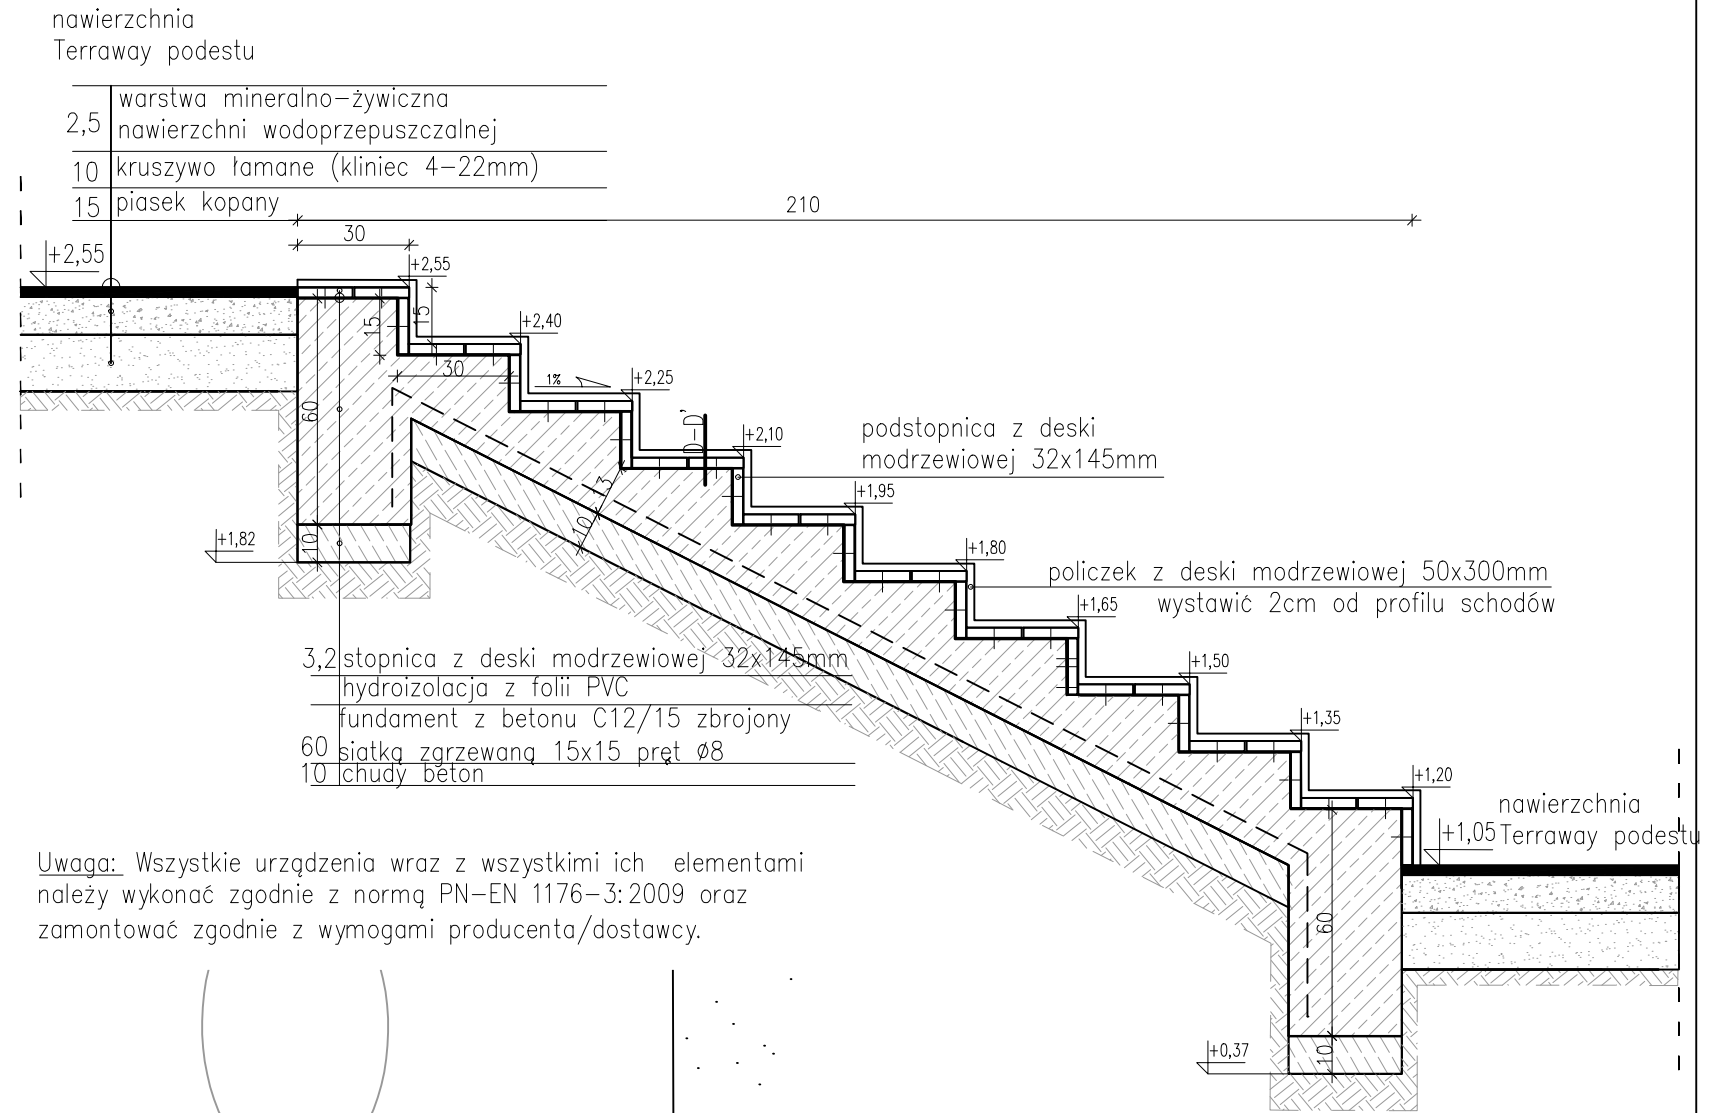 nawierzchnia
Terraway podestu
2,5 warstwa mineralno-żywiczna
nawierzchni wodoprzepuszczalnej
10 kruszywo łamane (kliniec 4-22mm)
15 piasek kopany
210
30
+2,55
+2,55
15
15
+2,40
30
1%
+2,25
60
D-D'
+2,10
podstopnica z deski
modrzewiowej 32x145mm
13
10
+1,95
+1,82
10
+1,80
policzek z deski modrzewiowej 50x300mm
wystawić 2cm od profilu schodów
+1,65
3,2 stopnica z deski modrzewiowej 32x145mm
hydroizolacja z folii PVC
fundament z betonu C12/15 zbrojony
60 siatką zgrzewaną 15x15 pręt ø8
10 chudy beton
+1,50
+1,35
+1,20
nawierzchnia
Terraway podestu
+1,05
Uwaga: Wszystkie urządzenia wraz z wszystkimi ich elementami
należy wykonać zgodnie z normą PN-EN 1176-3:2009 oraz
zamontować zgodnie z wymogami producenta/dostawcy.
60
10
+0,37